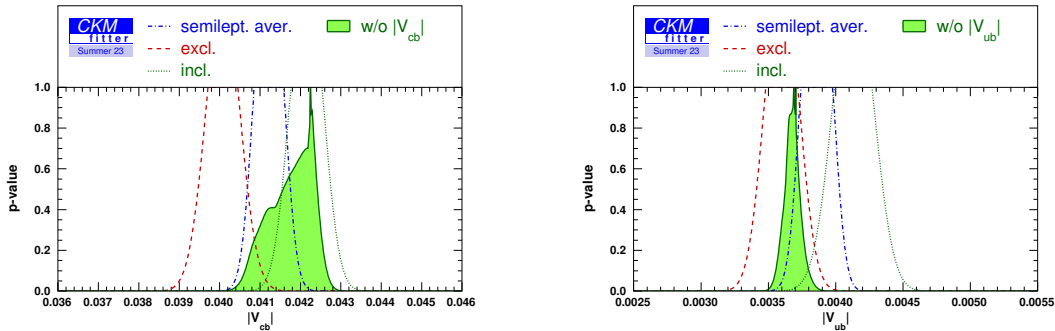 CKM
fitter
Summer 23
semilept. aver.
excl.
incl.
w/o |Vcb|
p-value
1.0
0.8
0.6
0.4
0.2
0.0
0.036 0.037 0.038 0.039 0.040 0.041 0.042 0.043 0.044 0.045 0.046
|Vcb|
CKM
fitter
Summer 23
semilept. aver.
excl.
incl.
w/o |Vub|
p-value
1.0
0.8
0.6
0.4
0.2
0.0
0.0025 0.0030 0.0035 0.0040 0.0045 0.0050 0.0055
|Vub|